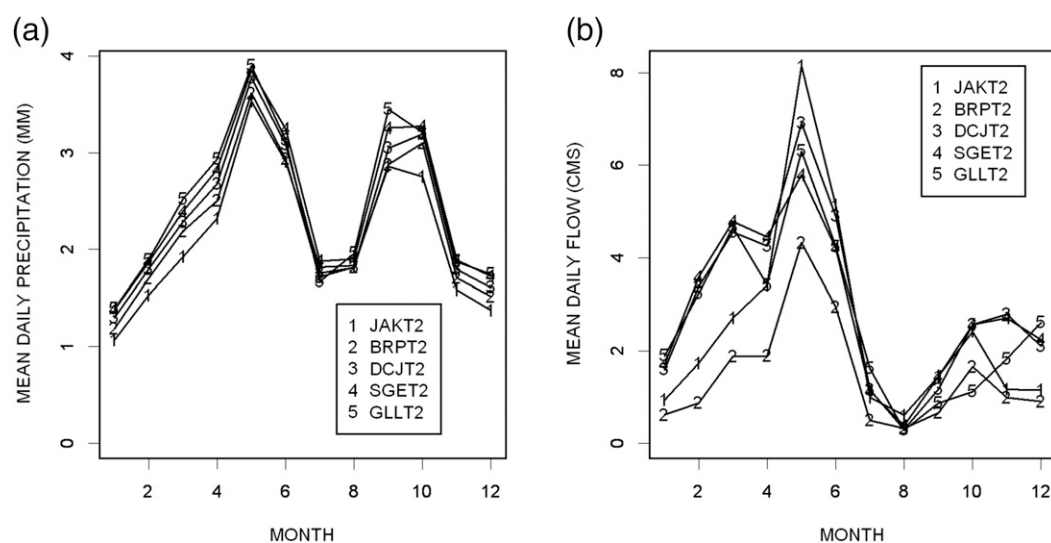 (a)
MEAN DAILY PRECIPITATION (MM)
4
3
2
1
0
1 JAKT2
2 BRPT2
3 DCJT2
4 SGET2
5 GLLT2
2 4 6 8 10 12
MONTH
(b)
MEAN DAILY FLOW (CMS)
8
6
4
2
0
1 JAKT2
2 BRPT2
3 DCJT2
4 SGET2
5 GLLT2
2 4 6 8 10 12
MONTH